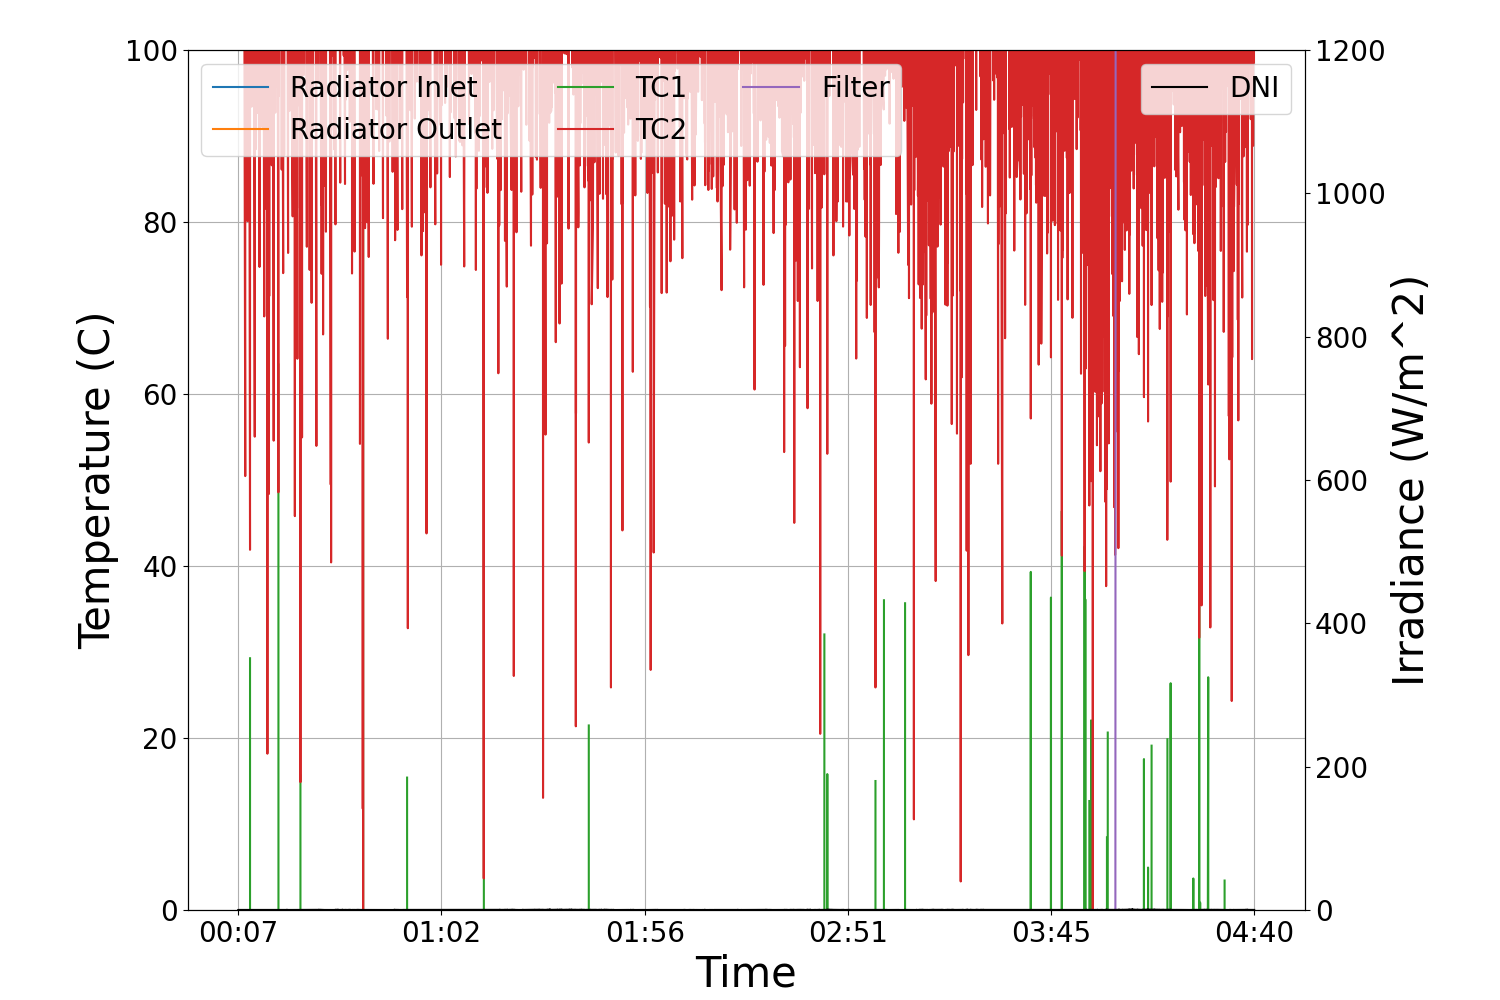 100
80
60
40
20
0
Temperature (C)
Radiator Inlet
Radiator Outlet
TC1
TC2
Filter
DNI
1200
1000
800
600
400
200
0
Irradiance (W/m^2)
00:07
01:02
01:56
02:51
03:45
04:40
Time